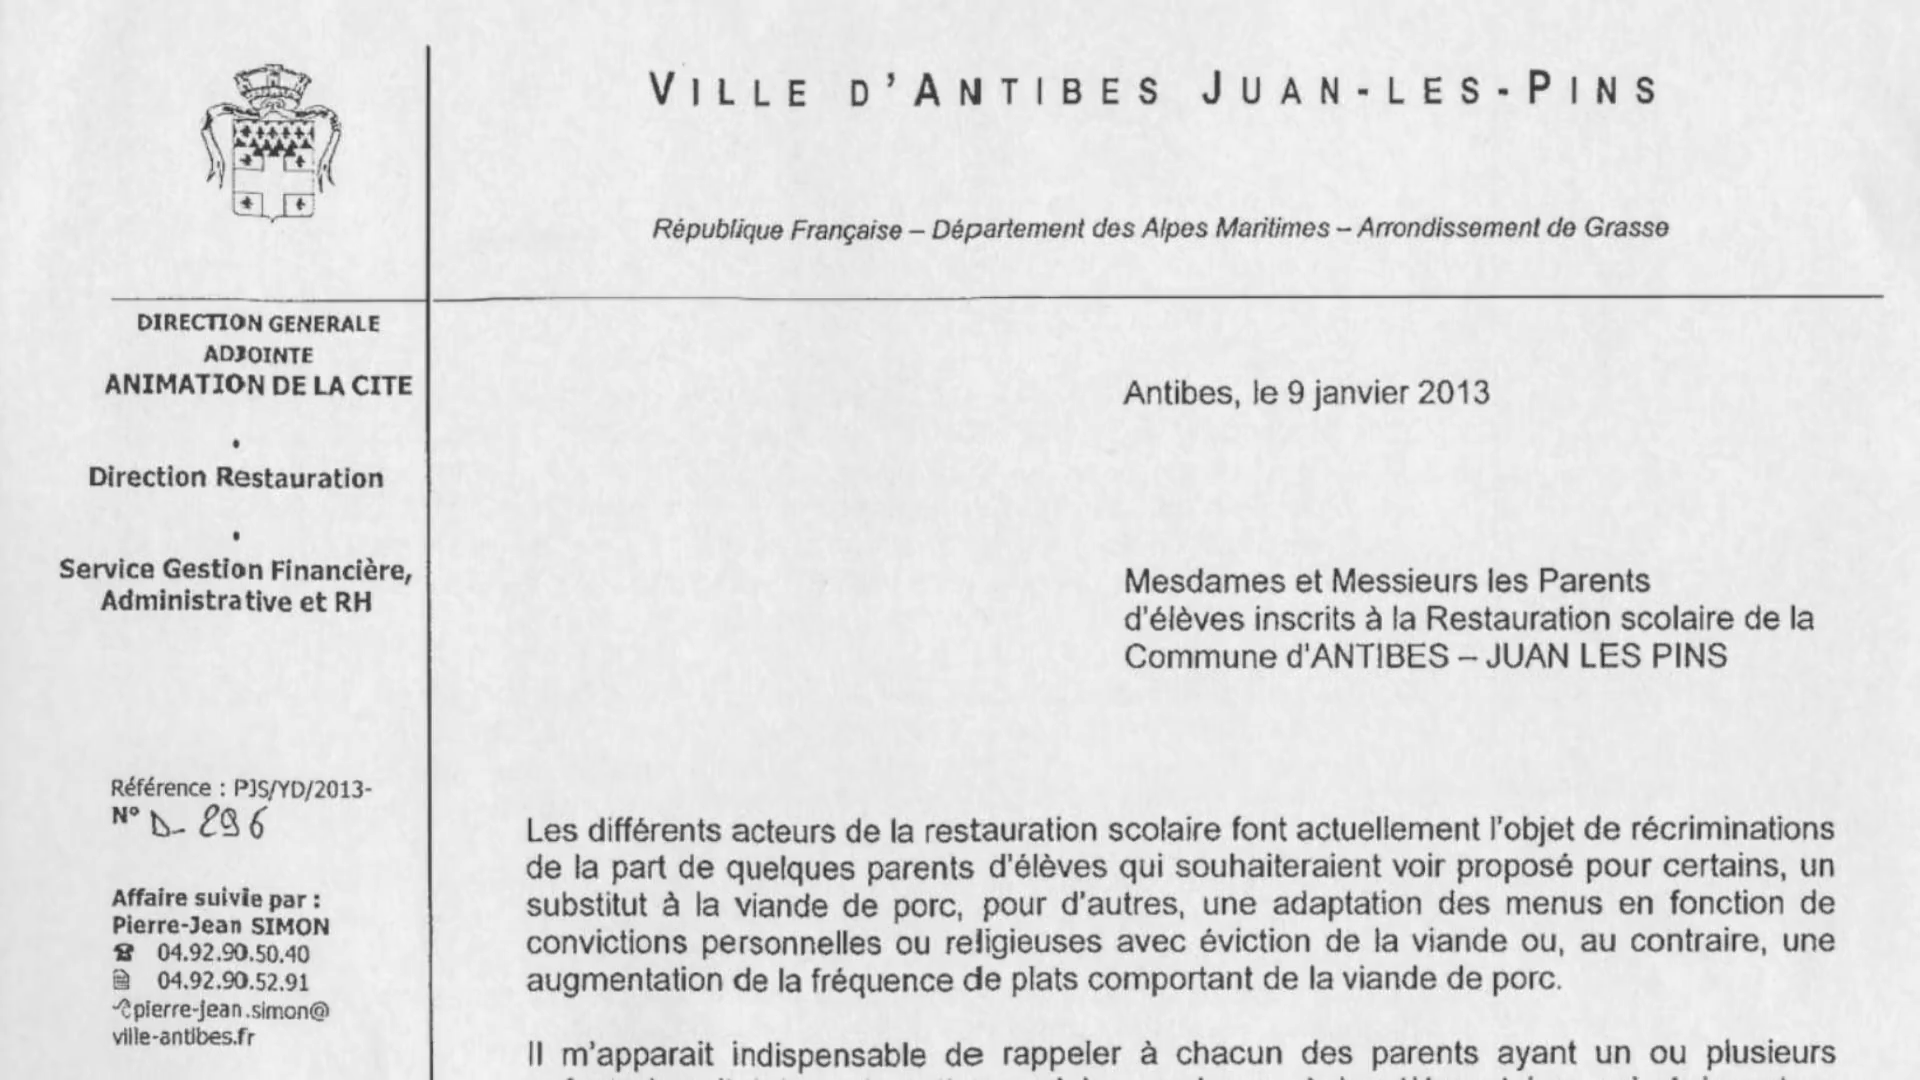 VILLE D'ANTIBES JUAN-LES-PINS
République Française – Département des Alpes Maritimes – Arrondissement de Grasse
DIRECTION GENERALE
ADJOINTE
ANIMATION DE LA CITE
Direction Restauration
Service Gestion Financière,
Administrative et RH
Référence : PJS/YD/2013-
N° D- 296
Affaire suivie par :
Pierre-Jean SIMON
04.92.90.50.40
04.92.90.52.91
pierre-jean.simon@
ville-antibes.fr
Antibes, le 9 janvier 2013
Mesdames et Messieurs les Parents
d'élèves inscrits à la Restauration scolaire de la
Commune d'ANTIBES – JUAN LES PINS
Les différents acteurs de la restauration scolaire font actuellement l'objet de récriminations
de la part de quelques parents d'élèves qui souhaiteraient voir proposé pour certains, un
substitut à la viande de porc, pour d'autres, une adaptation des menus en fonction de
convictions personnelles ou religieuses avec éviction de la viande ou, au contraire, une
augmentation de la fréquence de plats comportant de la viande de porc.
Il m'apparait indispensable de rappeler à chacun des parents ayant un ou plusieurs